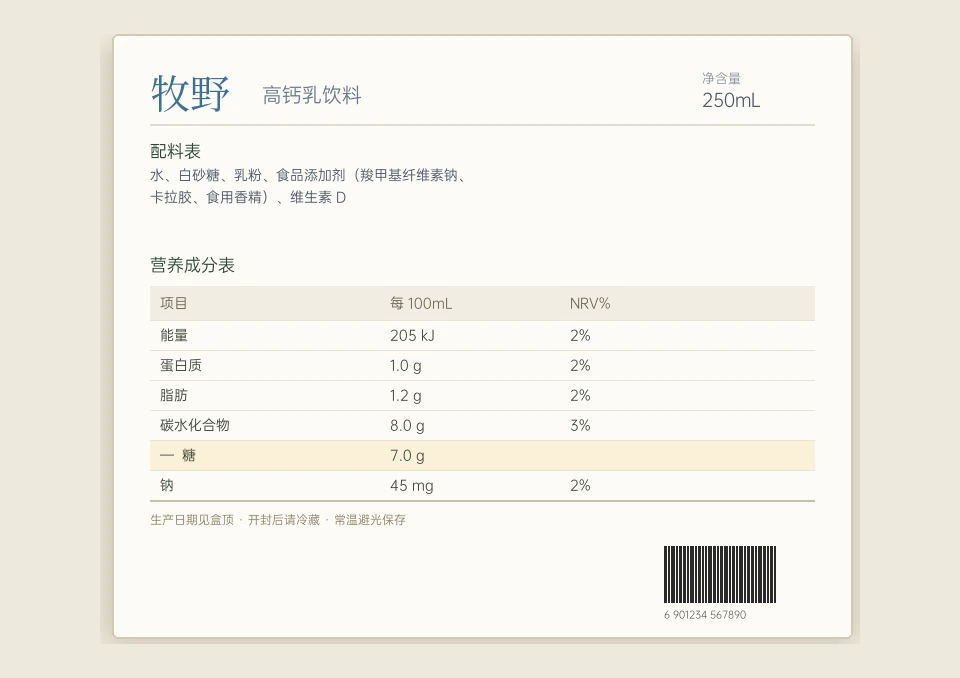 牧野 高钙乳饮料
净含量
250mL
配料表
水、白砂糖、乳粉、食品添加剂（羧甲基纤维素钠、
卡拉胶、食用香精）、维生素 D
营养成分表
项目 每 100mL NRV%
能量 205 kJ 2%
蛋白质 1.0 g 2%
脂肪 1.2 g 2%
碳水化合物 8.0 g 3%
— 糖 7.0 g
钠 45 mg 2%
生产日期见盒顶 · 开封后请冷藏 · 常温避光保存
6 901234 567890